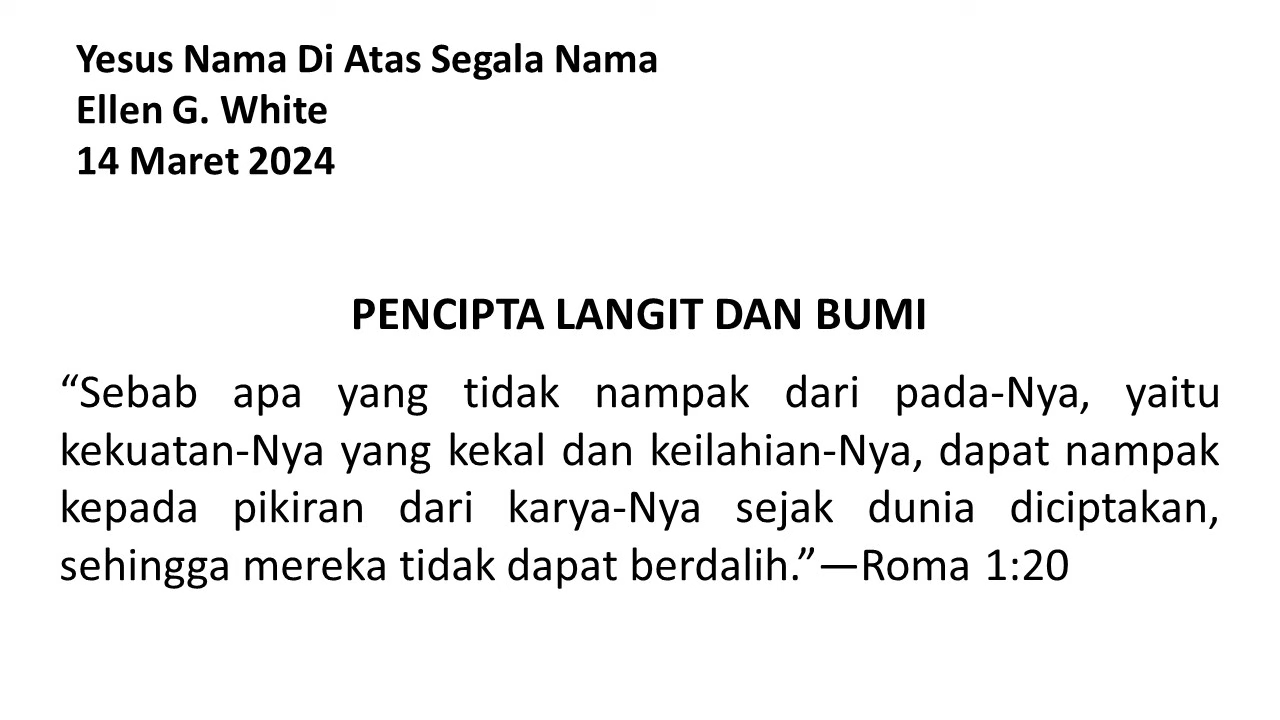 Yesus Nama Di Atas Segala Nama
Ellen G. White
14 Maret 2024
PENCIPTA LANGIT DAN BUMI
“Sebab apa yang tidak nampak dari pada-Nya, yaitu
kekuatan-Nya yang kekal dan keilahian-Nya, dapat nampak
kepada pikiran dari karya-Nya sejak dunia diciptakan,
sehingga mereka tidak dapat berdalih.”—Roma 1:20